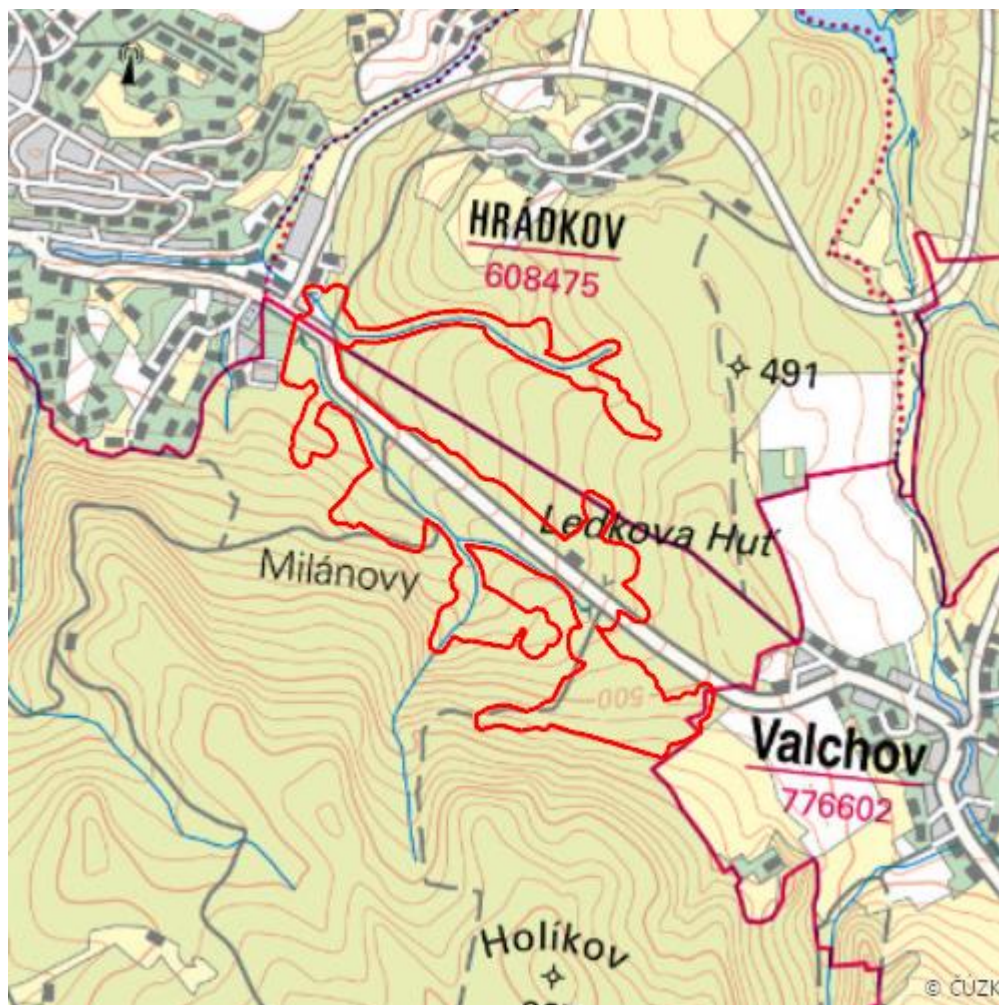 HRÁDKOV
608475
491
Ledkova Huť
Milánovy
500
Valchov
776602
Holíkov
© ČÚZK